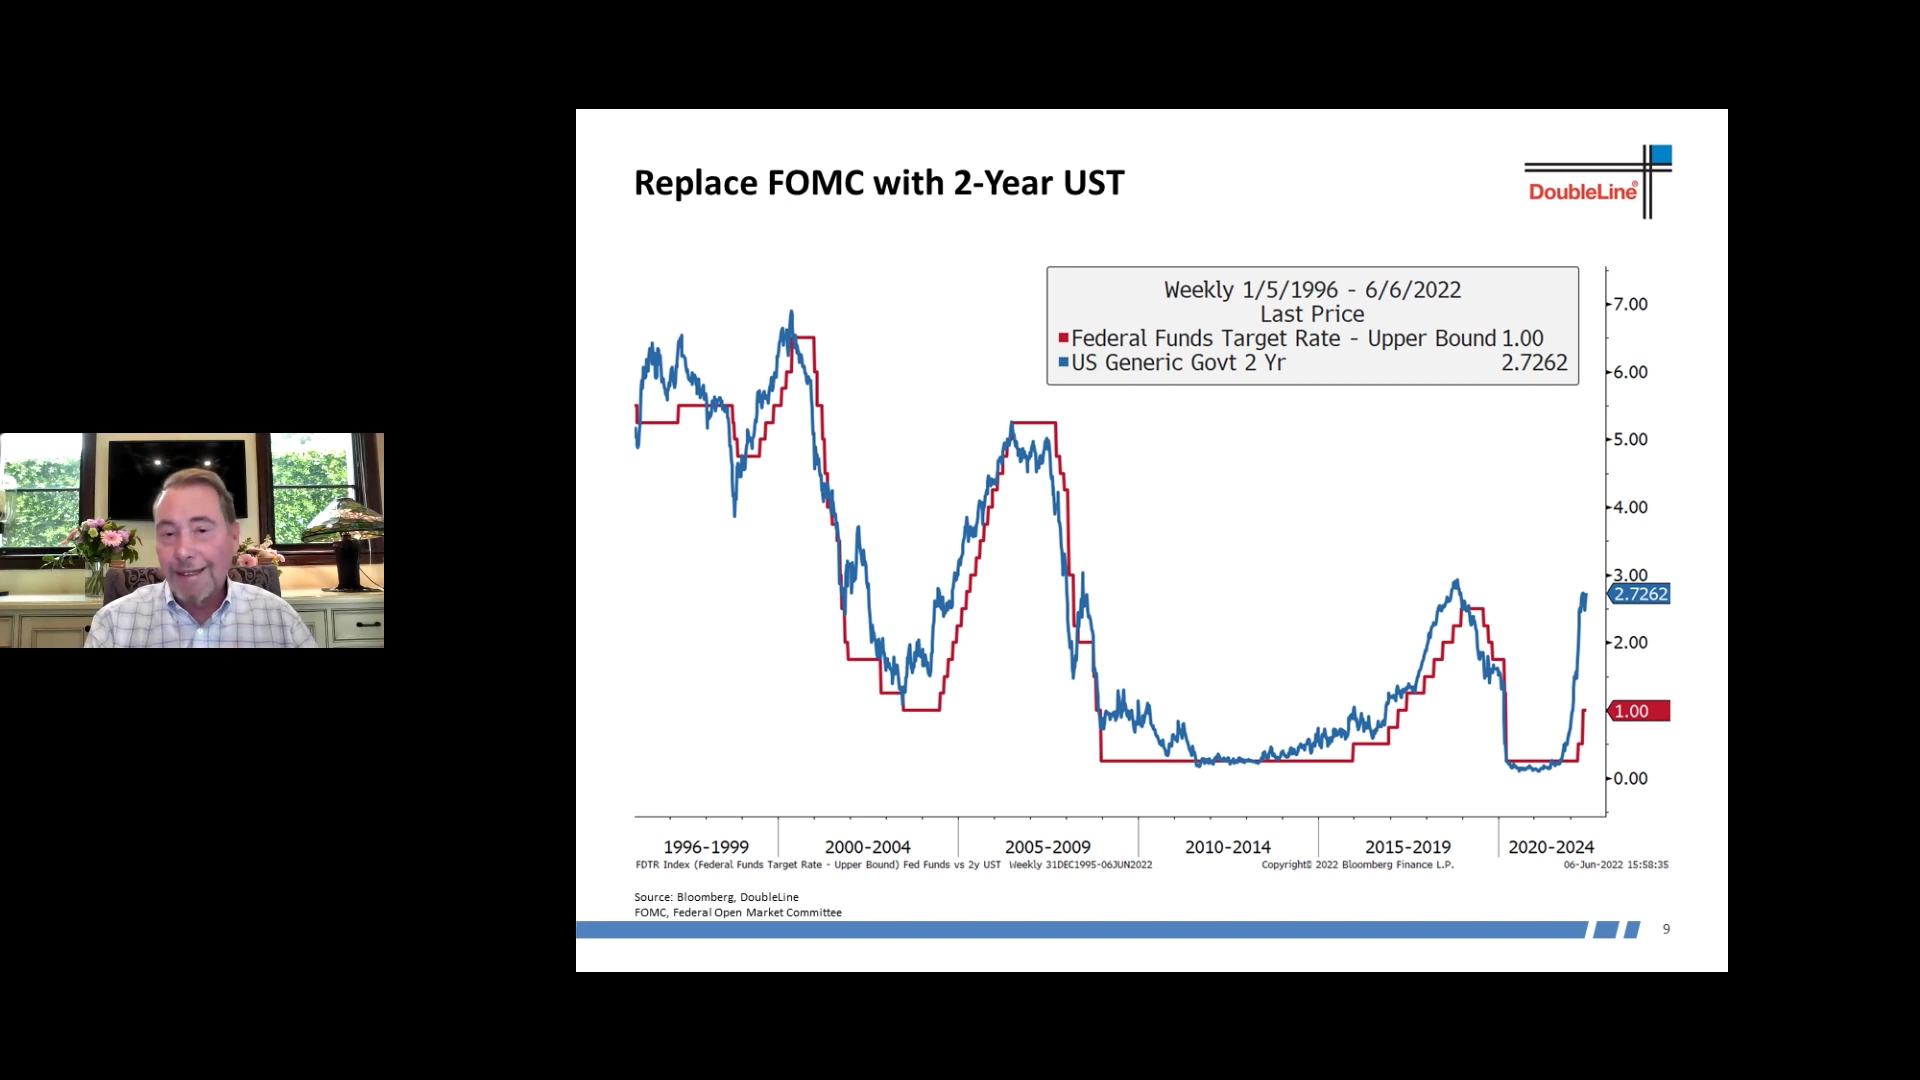 Replace FOMC with 2-Year UST
DoubleLine®
Weekly 1/5/1996 - 6/6/2022
Last Price
Federal Funds Target Rate - Upper Bound 1.00
US Generic Govt 2 Yr 2.7262
7.00
6.00
5.00
4.00
3.00
2.7262
2.00
1.00
0.00
1996-1999 2000-2004 2005-2009 2010-2014 2015-2019 2020-2024
FDTR Index (Federal Funds Target Rate - Upper Bound) Fed Funds vs 2y UST Weekly 31DEC1995-06JUN2022 Copyright© 2022 Bloomberg Finance L.P. 06-Jun-2022 15:58:35
Source: Bloomberg, DoubleLine
FOMC, Federal Open Market Committee
9